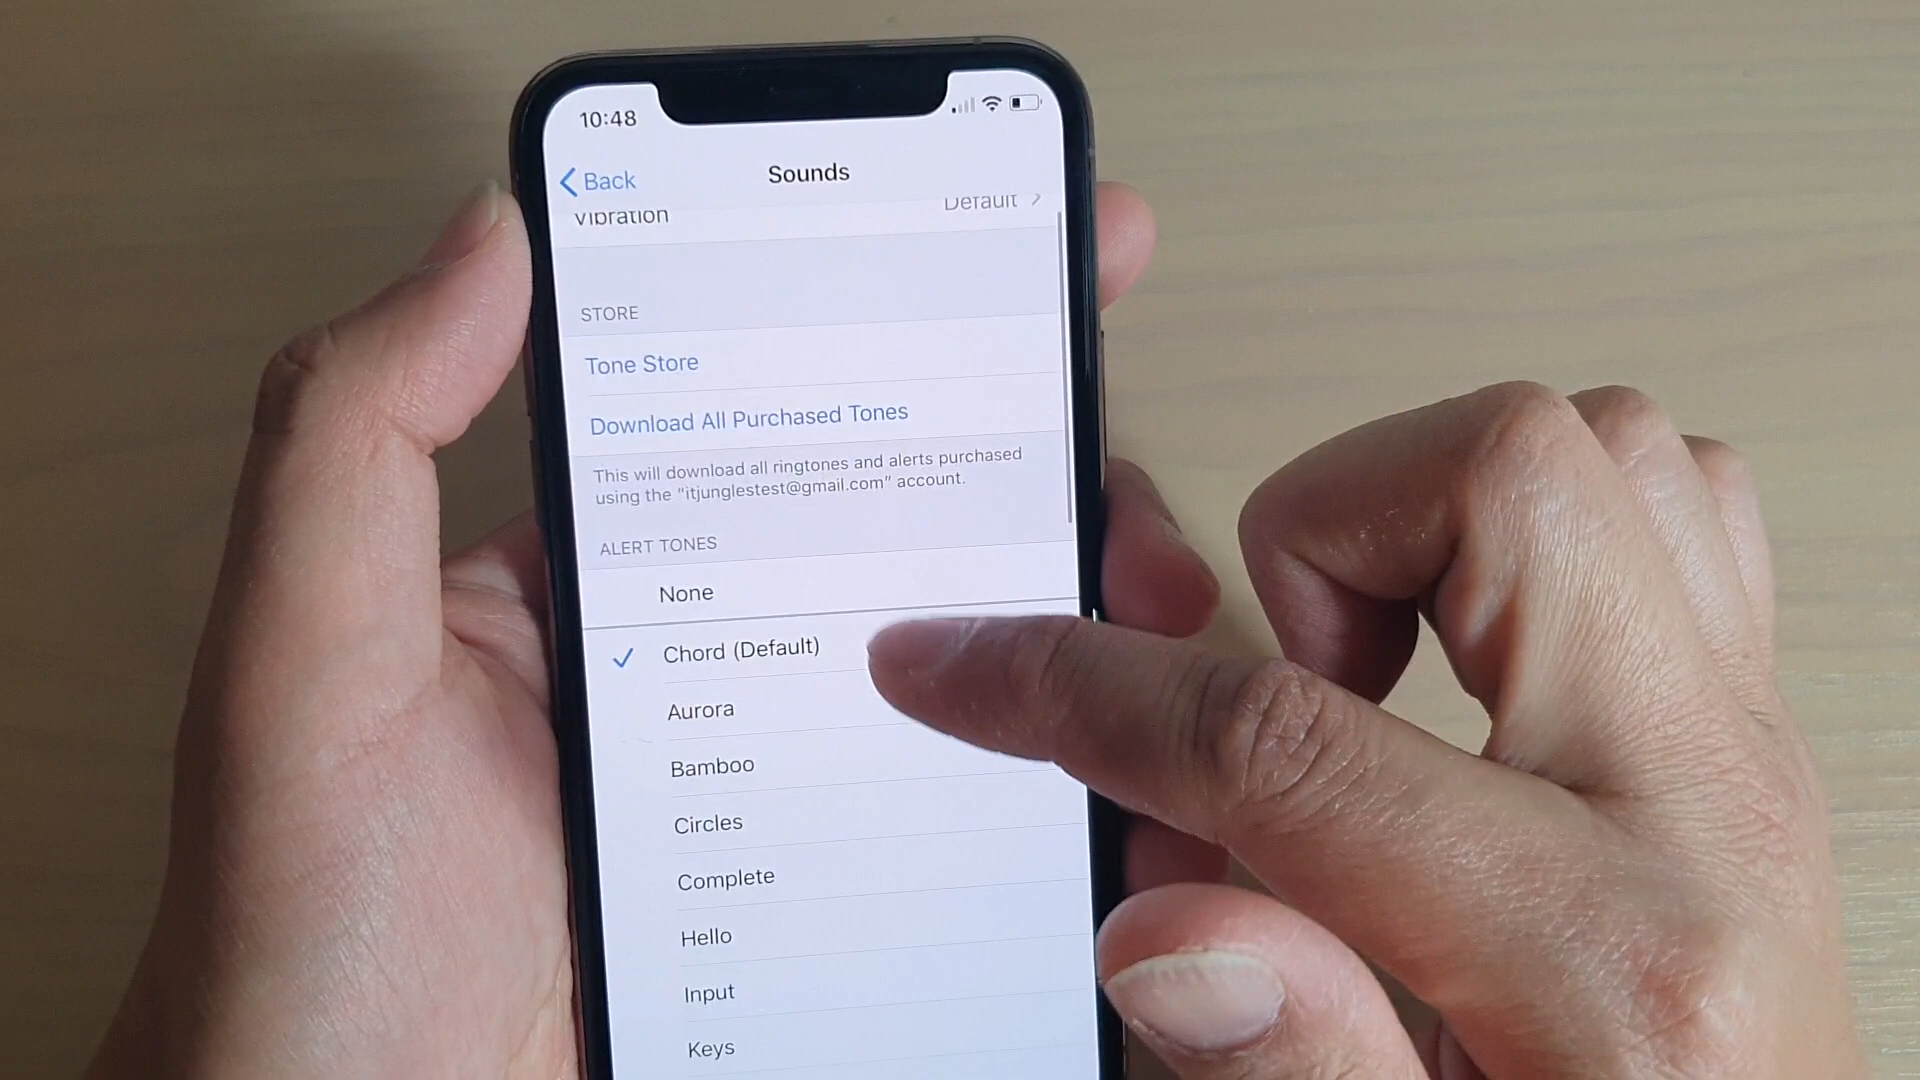 10:48
Back
Sounds
Vibration
Default
STORE
Tone Store
Download All Purchased Tones
This will download all ringtones and alerts purchased
using the "itjunglestest@gmail.com" account.
ALERT TONES
None
Chord (Default)
Aurora
Bamboo
Circles
Complete
Hello
Input
Keys